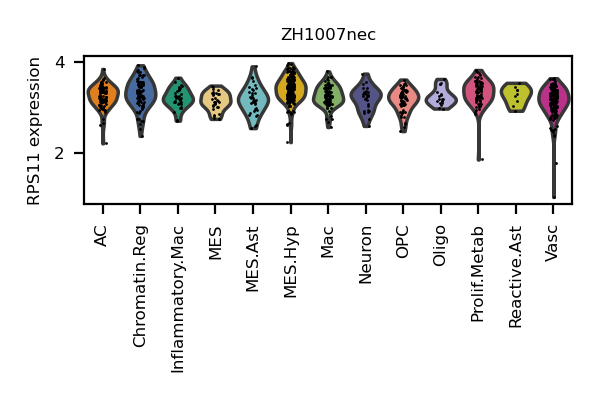 ZH1007nec
RPS11 expression
4
2
AC
Chromatin.Reg
Inflammatory.Mac
MES
MES.Ast
MES.Hyp
Mac
Neuron
OPC
Oligo
Prolif.Metab
Reactive.Ast
Vasc